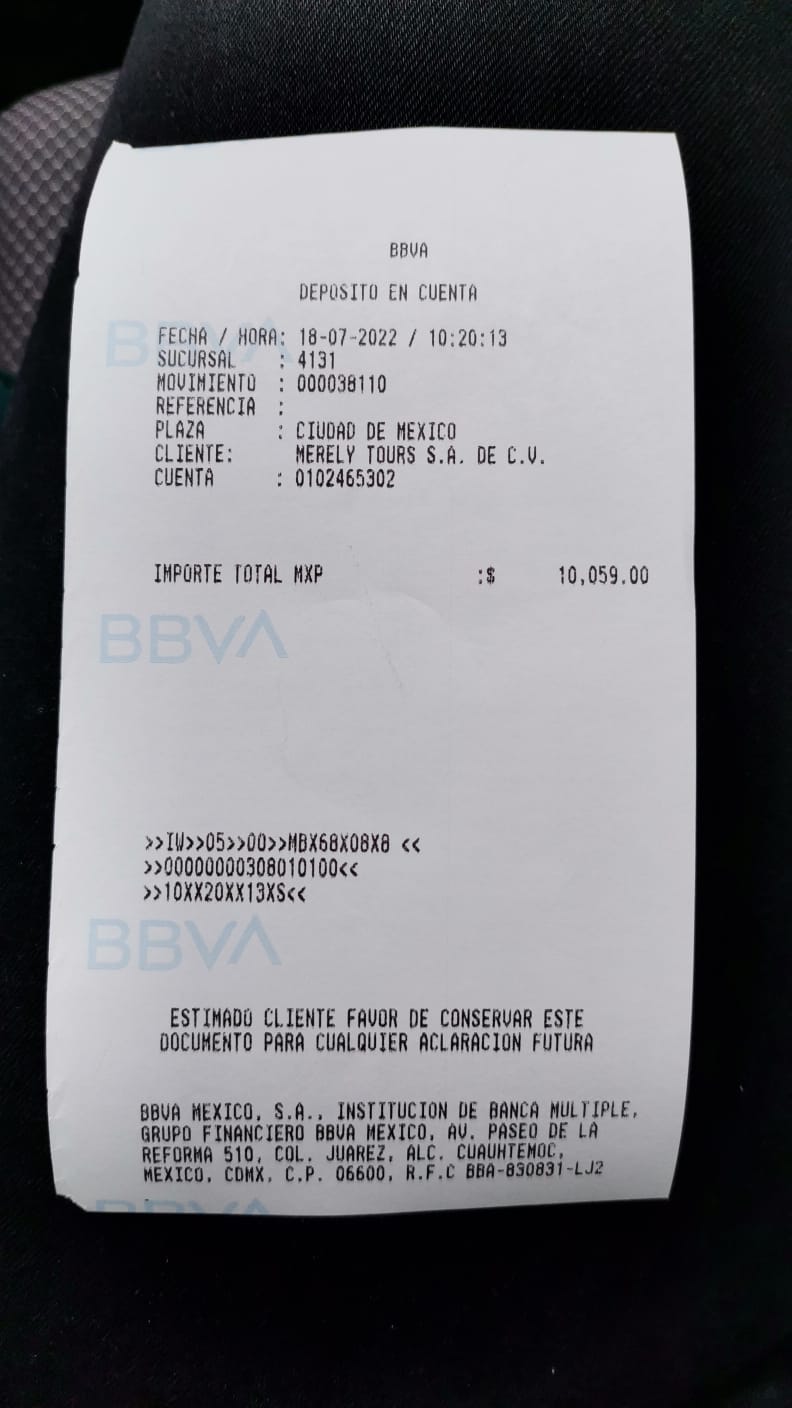 BBVA
DEPOSITO EN CUENTA
FECHA / HORA: 18-07-2022 / 10:20:13
SUCURSAL : 4131
MOVIMIENTO : 000038110
REFERENCIA :
PLAZA : CIUDAD DE MEXICO
CLIENTE: MERELY TOURS S.A. DE C.V.
CUENTA : 0102465302
IMPORTE TOTAL MXP :$ 10,059.00
BBVA
>>IW>>05>>00>>MBX68X08X8 <<
>>00000000308010100<<
>>10XX20XX13XS<<
BBVA
ESTIMADO CLIENTE FAVOR DE CONSERVAR ESTE
DOCUMENTO PARA CUALQUIER ACLARACION FUTURA
BBVA MEXICO, S.A., INSTITUCION DE BANCA MULTIPLE,
GRUPO FINANCIERO BBVA MEXICO, AV. PASEO DE LA
REFORMA 510, COL. JUAREZ, ALC. CUAUHTEMOC,
MEXICO, CDMX, C.P. 06600, R.F.C BBA-830831-LJ2
BBVA